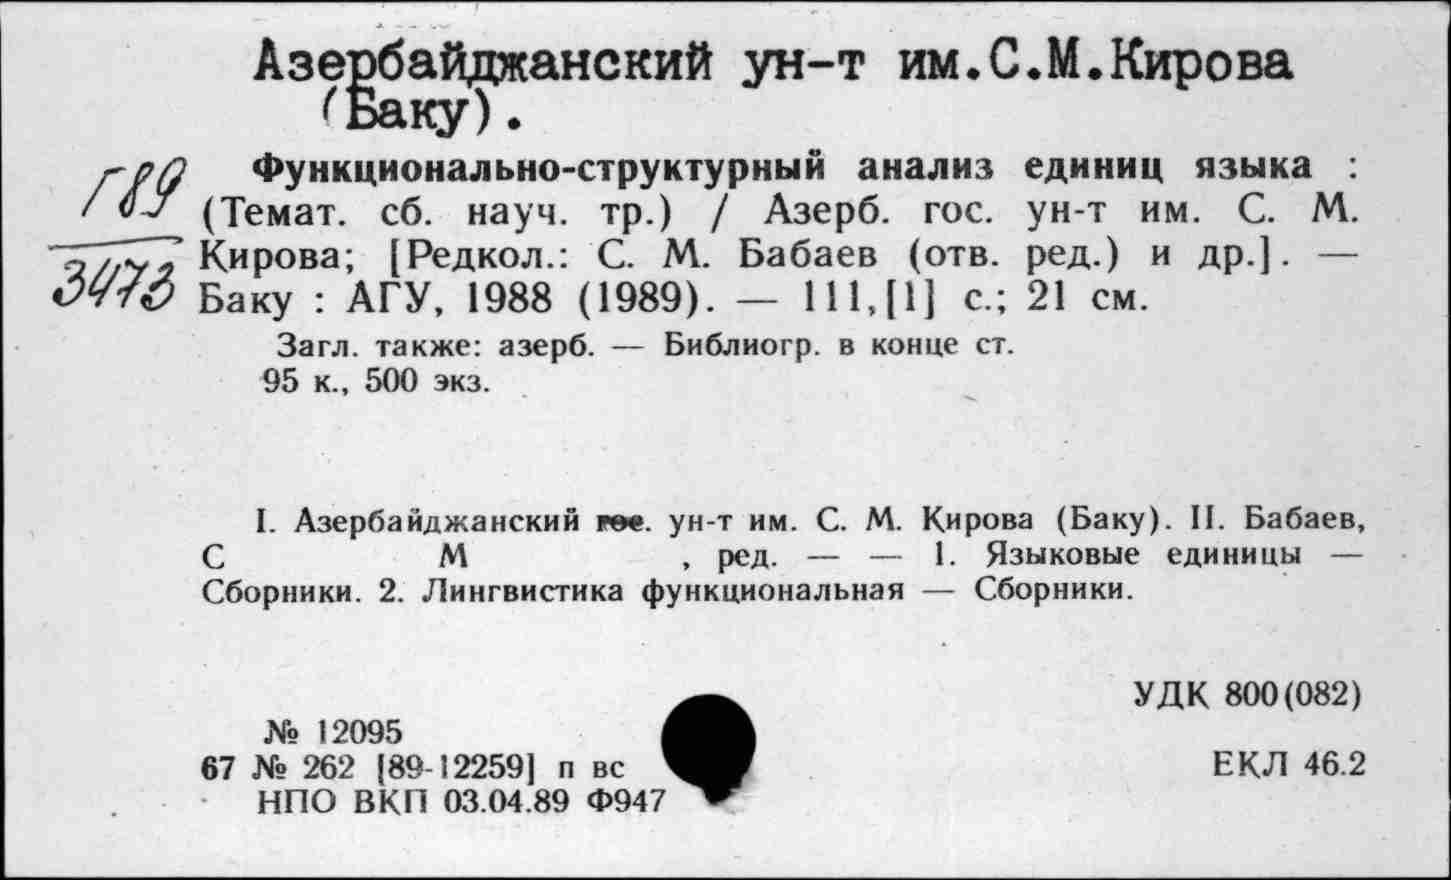 Азербайджанский ун-т им.С.М.Кирова
(Баку).
Г89
3473
Функционально-структурный анализ единиц языка :
(Темат. сб. науч. тр.) / Азерб. гос. ун-т им. С. М.
Кирова; [Редкол.: С. М. Бабаев (отв. ред.) и др.]. —
Баку : АГУ, 1988 (1989). — 111,[1] с.; 21 см.
Загл. также: азерб. — Библиогр. в конце ст.
95 к., 500 экз.
I. Азербайджанский гос. ун-т им. С. М. Кирова (Баку). II. Бабаев,
С М , ред. — — 1. Языковые единицы —
Сборники. 2. Лингвистика функциональная — Сборники.
УДК 800(082)
№ 12095
67 № 262 [89-12259] п вс
ЕКЛ 46.2
НПО ВКП 03.04.89 Ф947